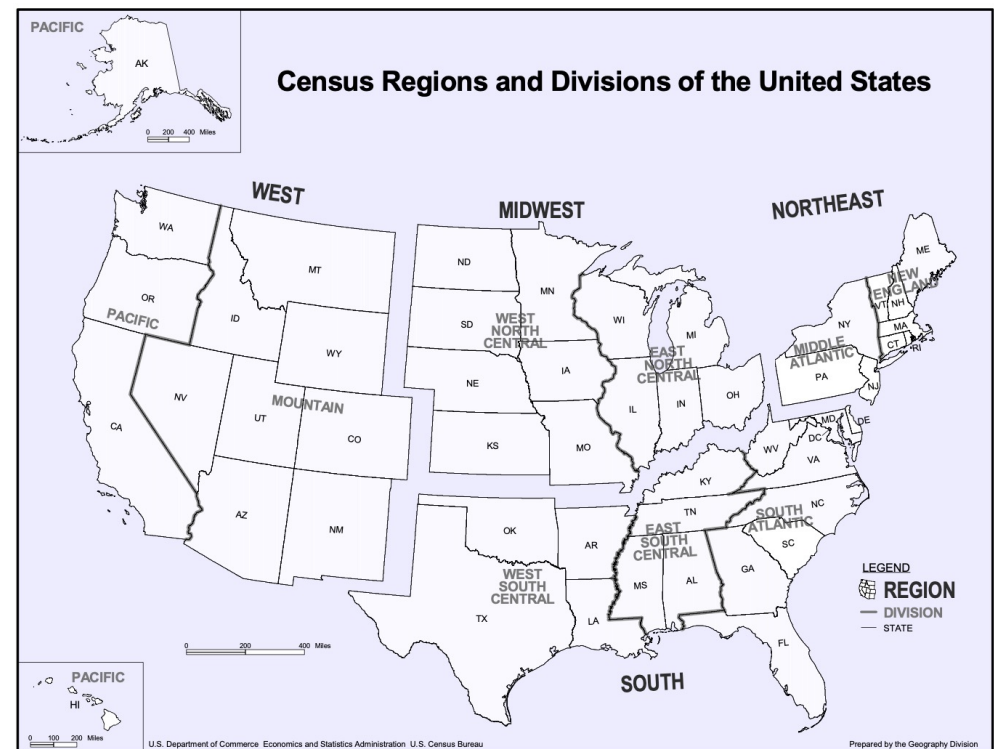 PACIFIC
AK
0 200 400 Miles
Census Regions and Divisions of the United States
WEST
MIDWEST
NORTHEAST
WA
MT
OR
ID
PACIFIC
WY
NV
UT
MOUNTAIN
CO
CA
AZ
NM
ND
MN
SD
WEST
NORTH
CENTRAL
NE
IA
KS
MO
WI
MI
EAST
NORTH
CENTRAL
IL
IN
OH
ME
NEW
ENGLAND
VT
NH
NY
MA
CT
RI
MIDDLE
ATLANTIC
PA
NJ
MD
DE
DC
WV
VA
KY
NC
TN
SOUTH
ATLANTIC
SC
EAST
SOUTH
CENTRAL
MS
AL
GA
FL
OK
AR
WEST
SOUTH
CENTRAL
TX
LA
SOUTH
LEGEND
REGION
DIVISION
STATE
0 200 400 Miles
PACIFIC
HI
0 100 200 Miles
U.S. Department of Commerce Economics and Statistics Administration U.S. Census Bureau
Prepared by the Geography Division